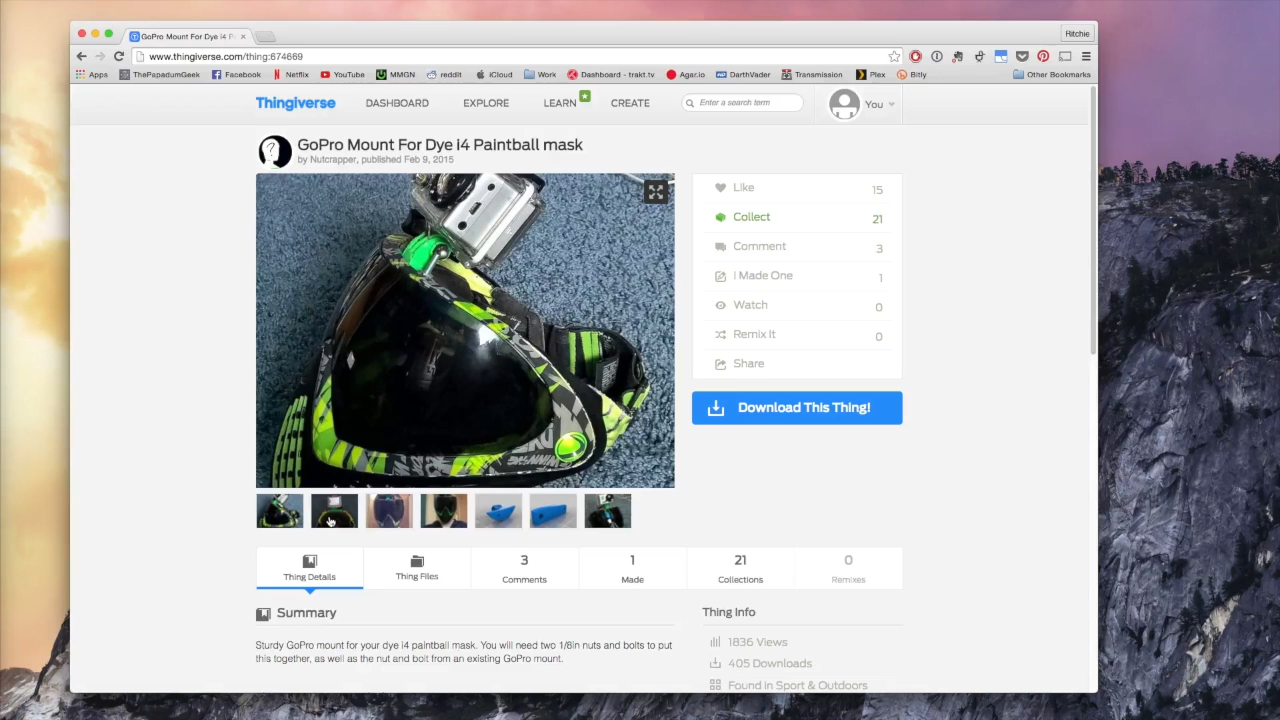 GoPro Mount For Dye i4 P
Ritchie
www.thingiverse.com/thing:674669
Apps ThePapadumGeek Facebook Netflix YouTube MMGN reddit iCloud Work Dashboard - trakt.tv Agar.io DarthVader Transmission Plex Bitly Other Bookmarks
Thingiverse DASHBOARD EXPLORE LEARN CREATE Enter a search term You
GoPro Mount For Dye i4 Paintball mask
by Nutcrapper, published Feb 9, 2015
Like 15
Collect 21
Comment 3
I Made One 1
Watch 0
Remix It 0
Share
Download This Thing!
3 1 21 0
Thing Details Thing Files Comments Made Collections Remixes
Summary
Sturdy GoPro mount for your dye i4 paintball mask. You will need two 1/8in nuts and bolts to put
this together, as well as the nut and bolt from an existing GoPro mount.
Thing Info
1836 Views
405 Downloads
Found in Sport & Outdoors